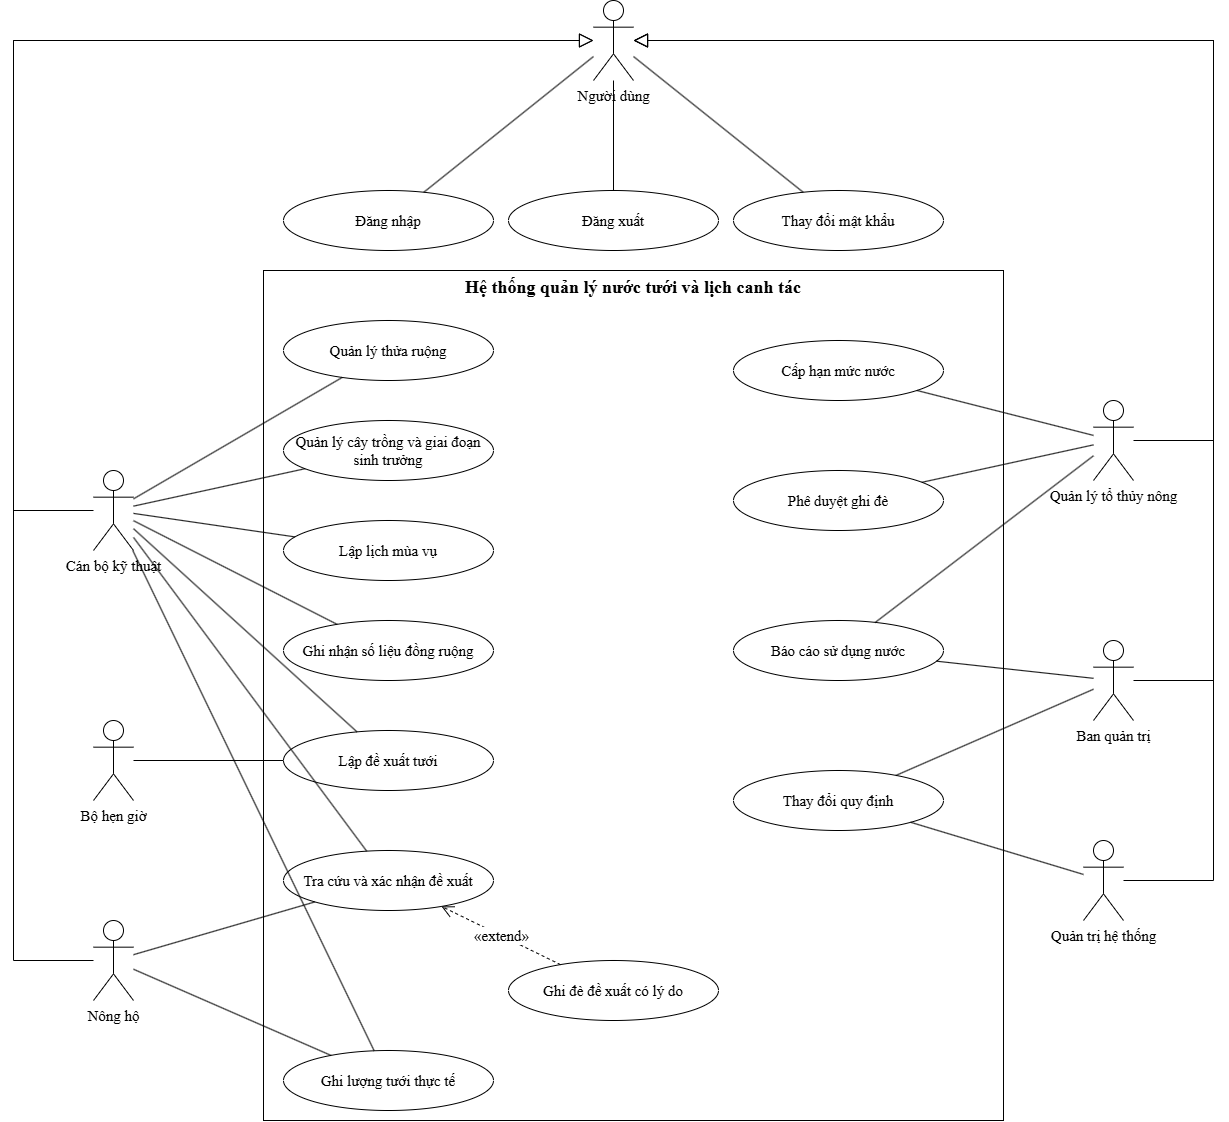 Người dùng
Đăng nhập
Đăng xuất
Thay đổi mật khẩu
Hệ thống quản lý nước tưới và lịch canh tác
Quản lý thửa ruộng
Cấp hạn mức nước
Quản lý cây trồng và giai đoạn
sinh trưởng
Quản lý tổ thủy nông
Phê duyệt ghi đè
Lập lịch mùa vụ
Cán bộ kỹ thuật
Ghi nhận số liệu đồng ruộng
Báo cáo sử dụng nước
Ban quản trị
Lập đề xuất tưới
Bộ hẹn giờ
Thay đổi quy định
Tra cứu và xác nhận đề xuất
«extend»
Quản trị hệ thống
Ghi đè đề xuất có lý do
Nông hộ
Ghi lượng tưới thực tế